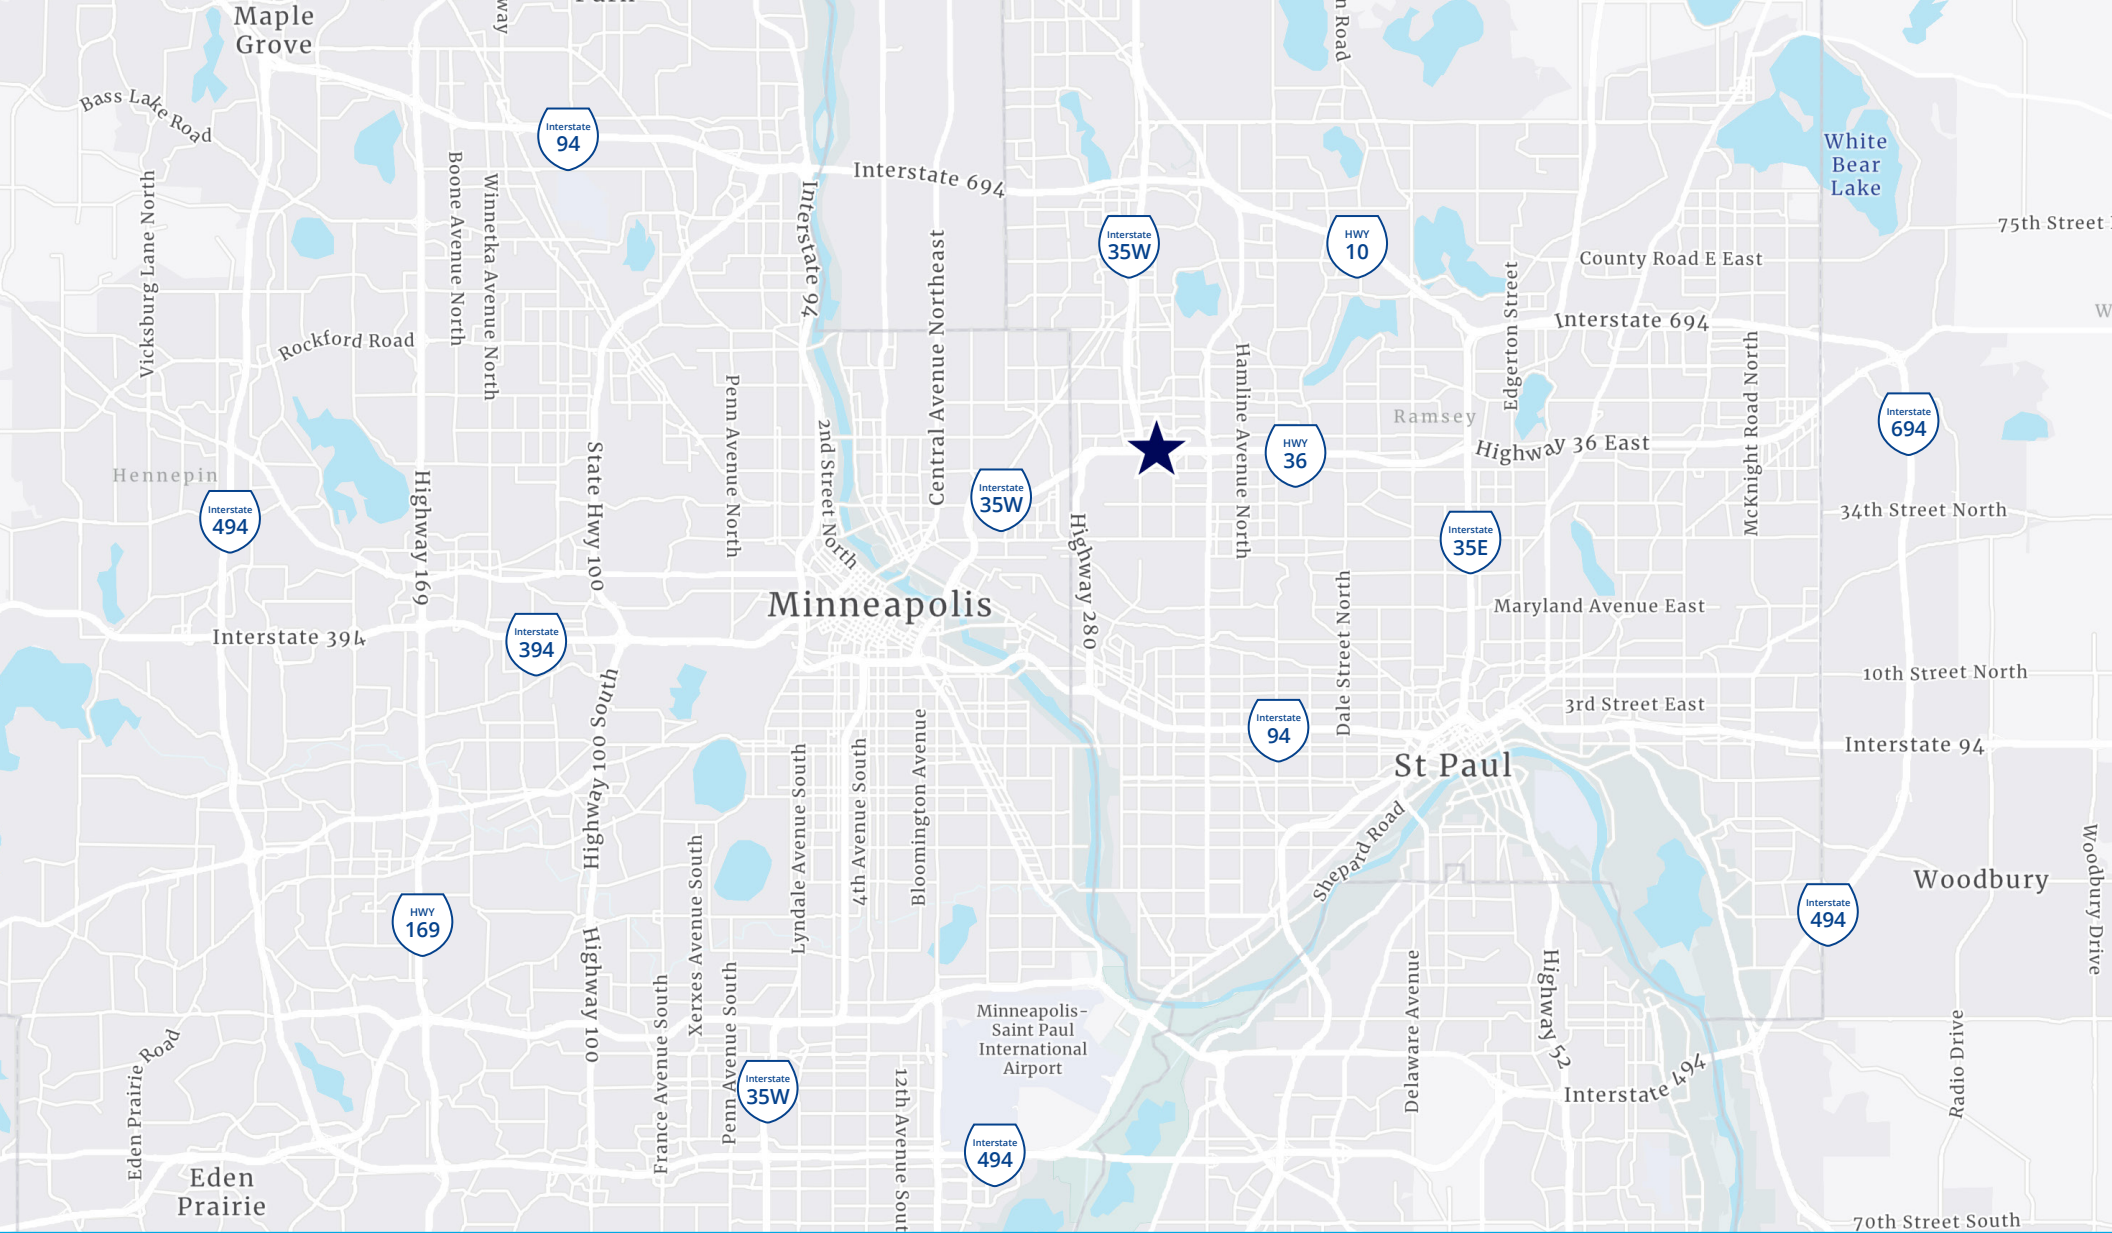 Maple
Grove
way
n Road
Bass Lake Road
Interstate
94
White
Bear
Lake
Interstate 694
Vicksburg Lane North
Boone Avenue North
Winnetka Avenue North
Interstate 94
75th Street
Interstate
35W
HWY
10
County Road E East
Central Avenue Northeast
Edgerton Street
W
Interstate 694
Rockford Road
Hamline Avenue North
McKnight Road North
Penn Avenue North
Ramsey
Interstate
694
2nd Street North
Highway 36 East
HWY
36
State Hwy 100
Hennepin
Highway 169
Interstate
35W
Interstate
494
34th Street North
Highway 280
Interstate
35E
Dale Street North
Minneapolis
Maryland Avenue East
Interstate 394
Interstate
394
Highway 100 South
10th Street North
3rd Street East
Interstate
94
Interstate 94
St Paul
Bloomington Avenue
4th Avenue South
Lyndale Avenue South
Shepard Road
Woodbury Drive
Xerxes Avenue South
Woodbury
HWY
169
Interstate
494
Highway 100
Delaware Avenue
Highway 52
France Avenue South
Penn Avenue South
Minneapolis-
Saint Paul
International
Airport
Radio Drive
Eden Prairie Road
Interstate
35W
12th Avenue Sout
Interstate 494
Interstate
494
Eden
Prairie
70th Street South